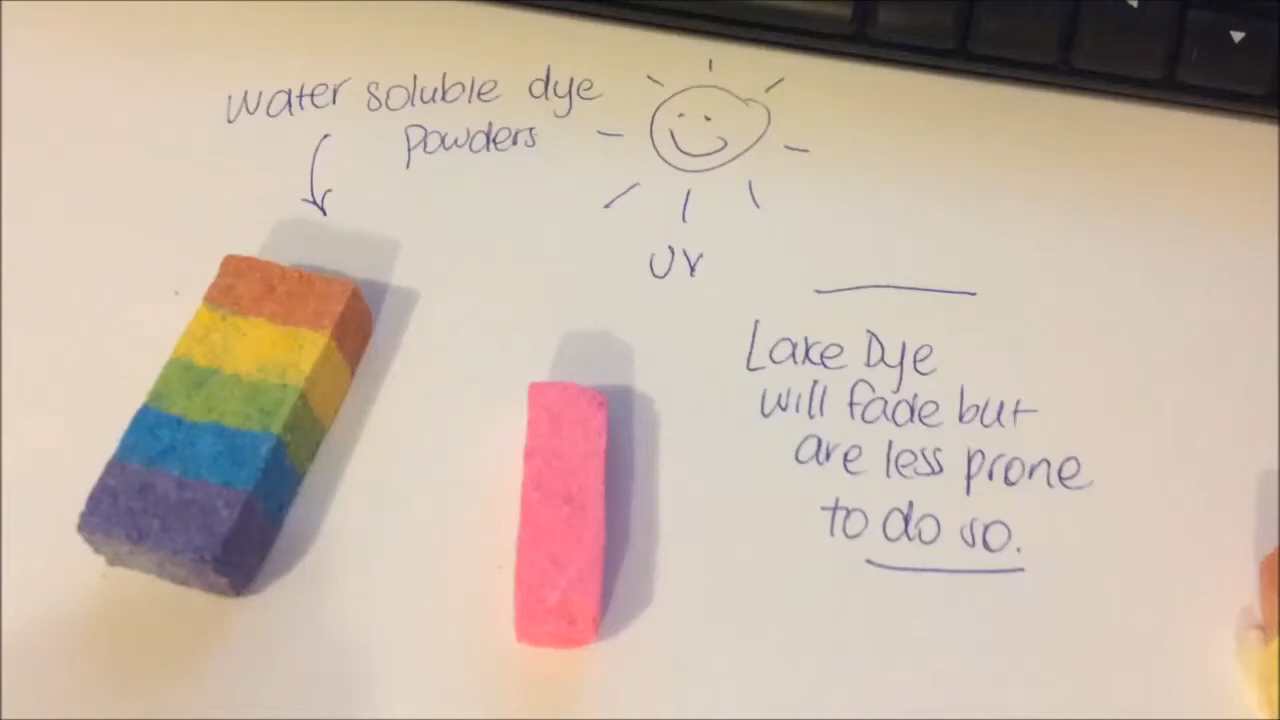 water soluble dye
powders
UV
Lake Dye
will fade but
are less prone
to do so.